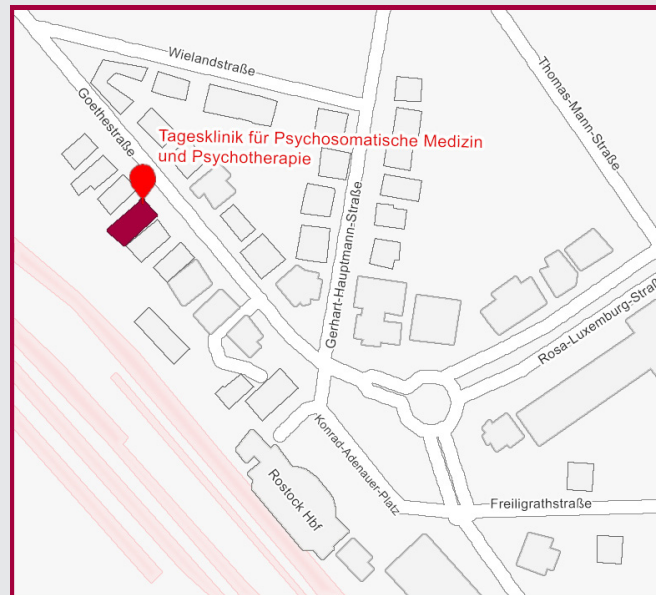 Wielandstraße
Thomas-Mann-Straße
Goethestraße
Tagesklinik für Psychosomatische Medizin
und Psychotherapie
Gerhart-Hauptmann-Straße
Rosa-Luxemburg-Straß
Konrad-Adenauer-Platz
Rostock Hbf
Freiligrathstraße